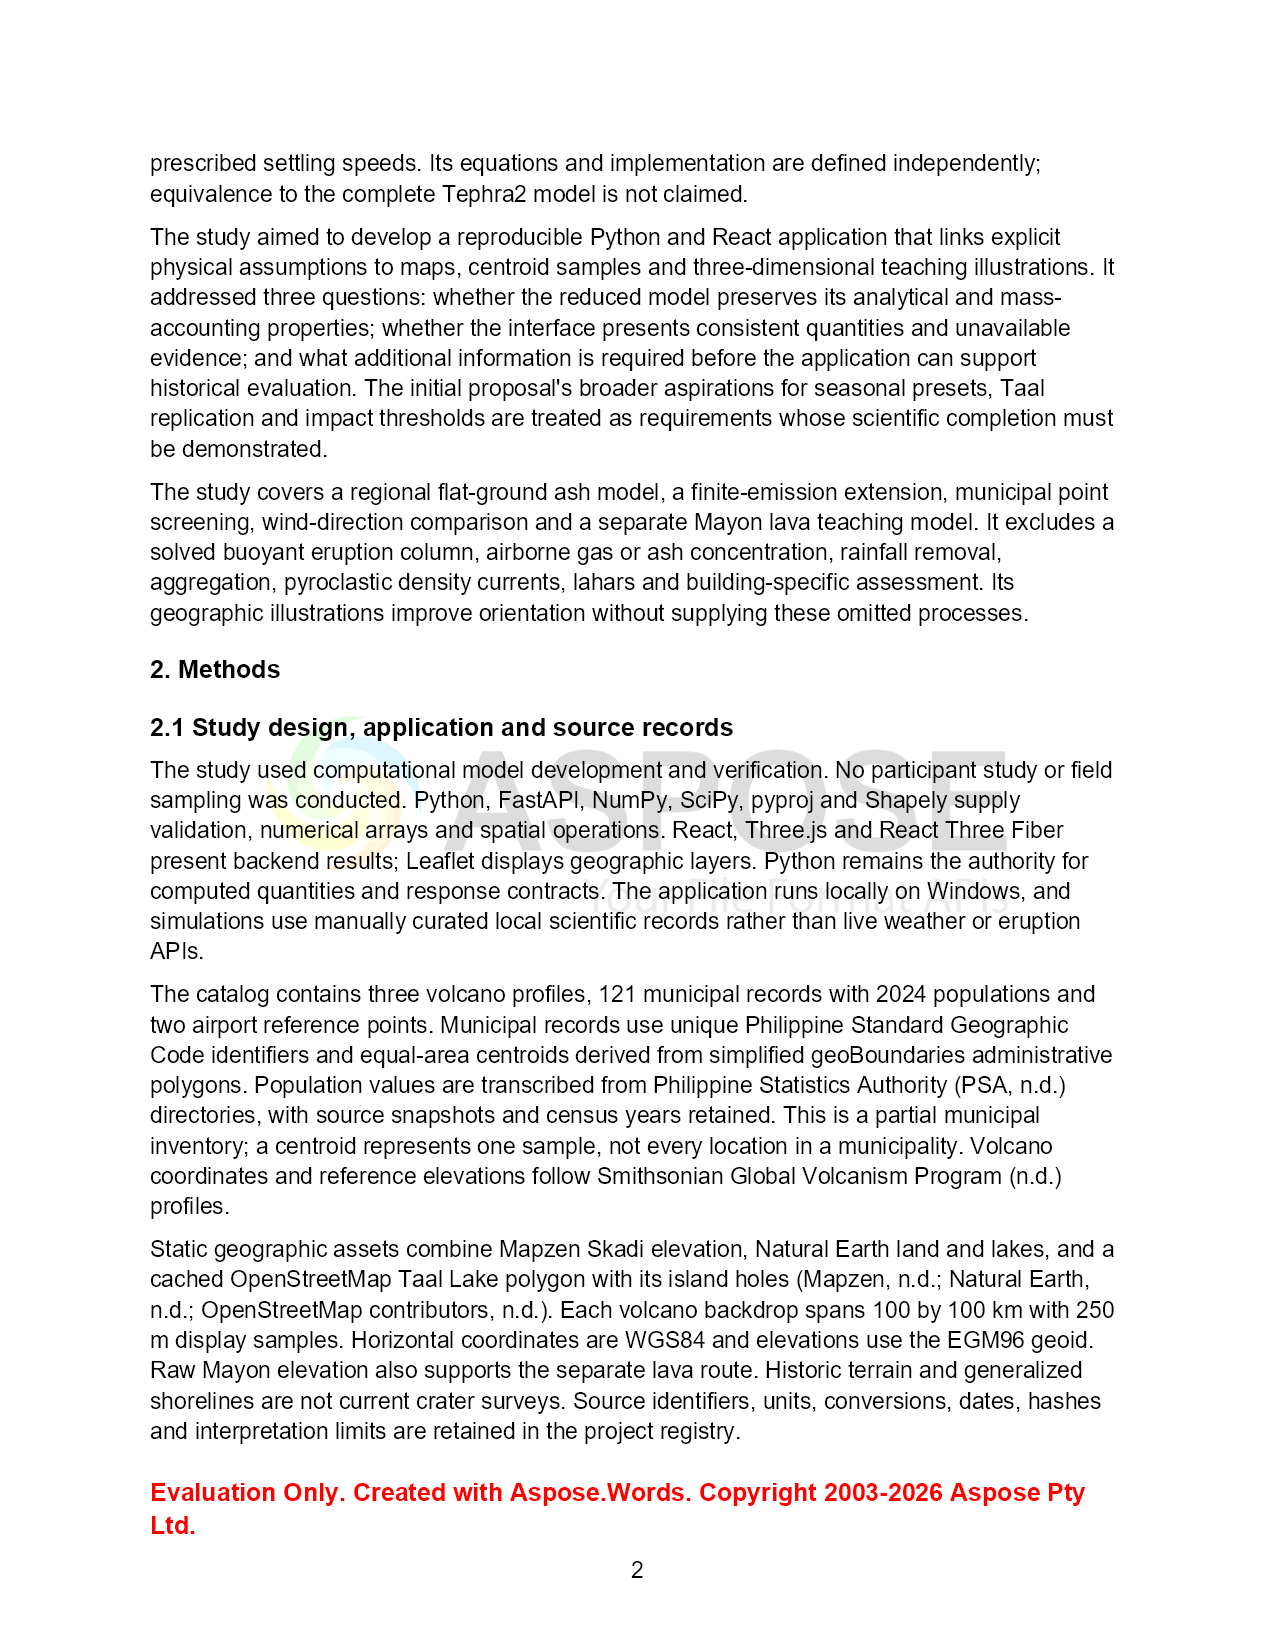 prescribed settling speeds. Its equations and implementation are defined independently;
equivalence to the complete Tephra2 model is not claimed.
The study aimed to develop a reproducible Python and React application that links explicit
physical assumptions to maps, centroid samples and three-dimensional teaching illustrations. It
addressed three questions: whether the reduced model preserves its analytical and mass-
accounting properties; whether the interface presents consistent quantities and unavailable
evidence; and what additional information is required before the application can support
historical evaluation. The initial proposal's broader aspirations for seasonal presets, Taal
replication and impact thresholds are treated as requirements whose scientific completion must
be demonstrated.
The study covers a regional flat-ground ash model, a finite-emission extension, municipal point
screening, wind-direction comparison and a separate Mayon lava teaching model. It excludes a
solved buoyant eruption column, airborne gas or ash concentration, rainfall removal,
aggregation, pyroclastic density currents, lahars and building-specific assessment. Its
geographic illustrations improve orientation without supplying these omitted processes.
2. Methods
2.1 Study design, application and source records
The study used computational model development and verification. No participant study or field
sampling was conducted. Python, FastAPI, NumPy, SciPy, pyproj and Shapely supply
validation, numerical arrays and spatial operations. React, Three.js and React Three Fiber
present backend results; Leaflet displays geographic layers. Python remains the authority for
computed quantities and response contracts. The application runs locally on Windows, and
simulations use manually curated local scientific records rather than live weather or eruption
APIs.
ASPOSE
Your File Format APIs
The catalog contains three volcano profiles, 121 municipal records with 2024 populations and
two airport reference points. Municipal records use unique Philippine Standard Geographic
Code identifiers and equal-area centroids derived from simplified geoBoundaries administrative
polygons. Population values are transcribed from Philippine Statistics Authority (PSA, n.d.)
directories, with source snapshots and census years retained. This is a partial municipal
inventory; a centroid represents one sample, not every location in a municipality. Volcano
coordinates and reference elevations follow Smithsonian Global Volcanism Program (n.d.)
profiles.
Static geographic assets combine Mapzen Skadi elevation, Natural Earth land and lakes, and a
cached OpenStreetMap Taal Lake polygon with its island holes (Mapzen, n.d.; Natural Earth,
n.d.; OpenStreetMap contributors, n.d.). Each volcano backdrop spans 100 by 100 km with 250
m display samples. Horizontal coordinates are WGS84 and elevations use the EGM96 geoid.
Raw Mayon elevation also supports the separate lava route. Historic terrain and generalized
shorelines are not current crater surveys. Source identifiers, units, conversions, dates, hashes
and interpretation limits are retained in the project registry.
Evaluation Only. Created with Aspose.Words. Copyright 2003-2026 Aspose Pty
Ltd.
2